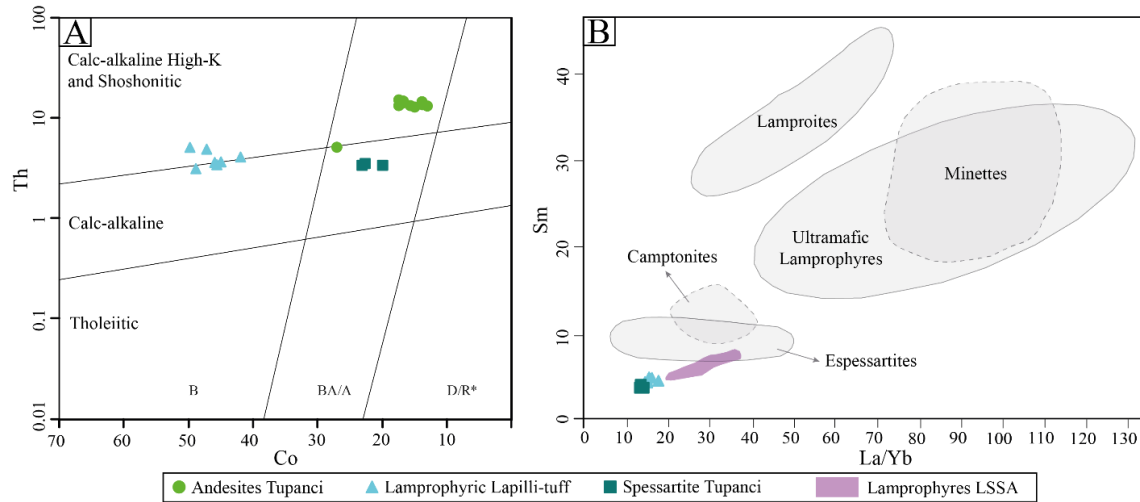 A
Calc-alkaline High-K
and Shoshonitic
Calc-alkaline
Tholeiitic
B
BA/A
D/R*
Th
100
10
1
0.1
0.01
70
60
50
40
30
20
10
Co
B
Lamproites
Minettes
Ultramafic
Lamprophyres
Camptonites
Espessartites
Sm
40
30
20
10
0
0
10
20
30
40
50
60
70
80
90
100
110
120
130
La/Yb
Andesites Tupanci
Lamprophyric Lapilli-tuff
Spessartite Tupanci
Lamprophyres LSSA